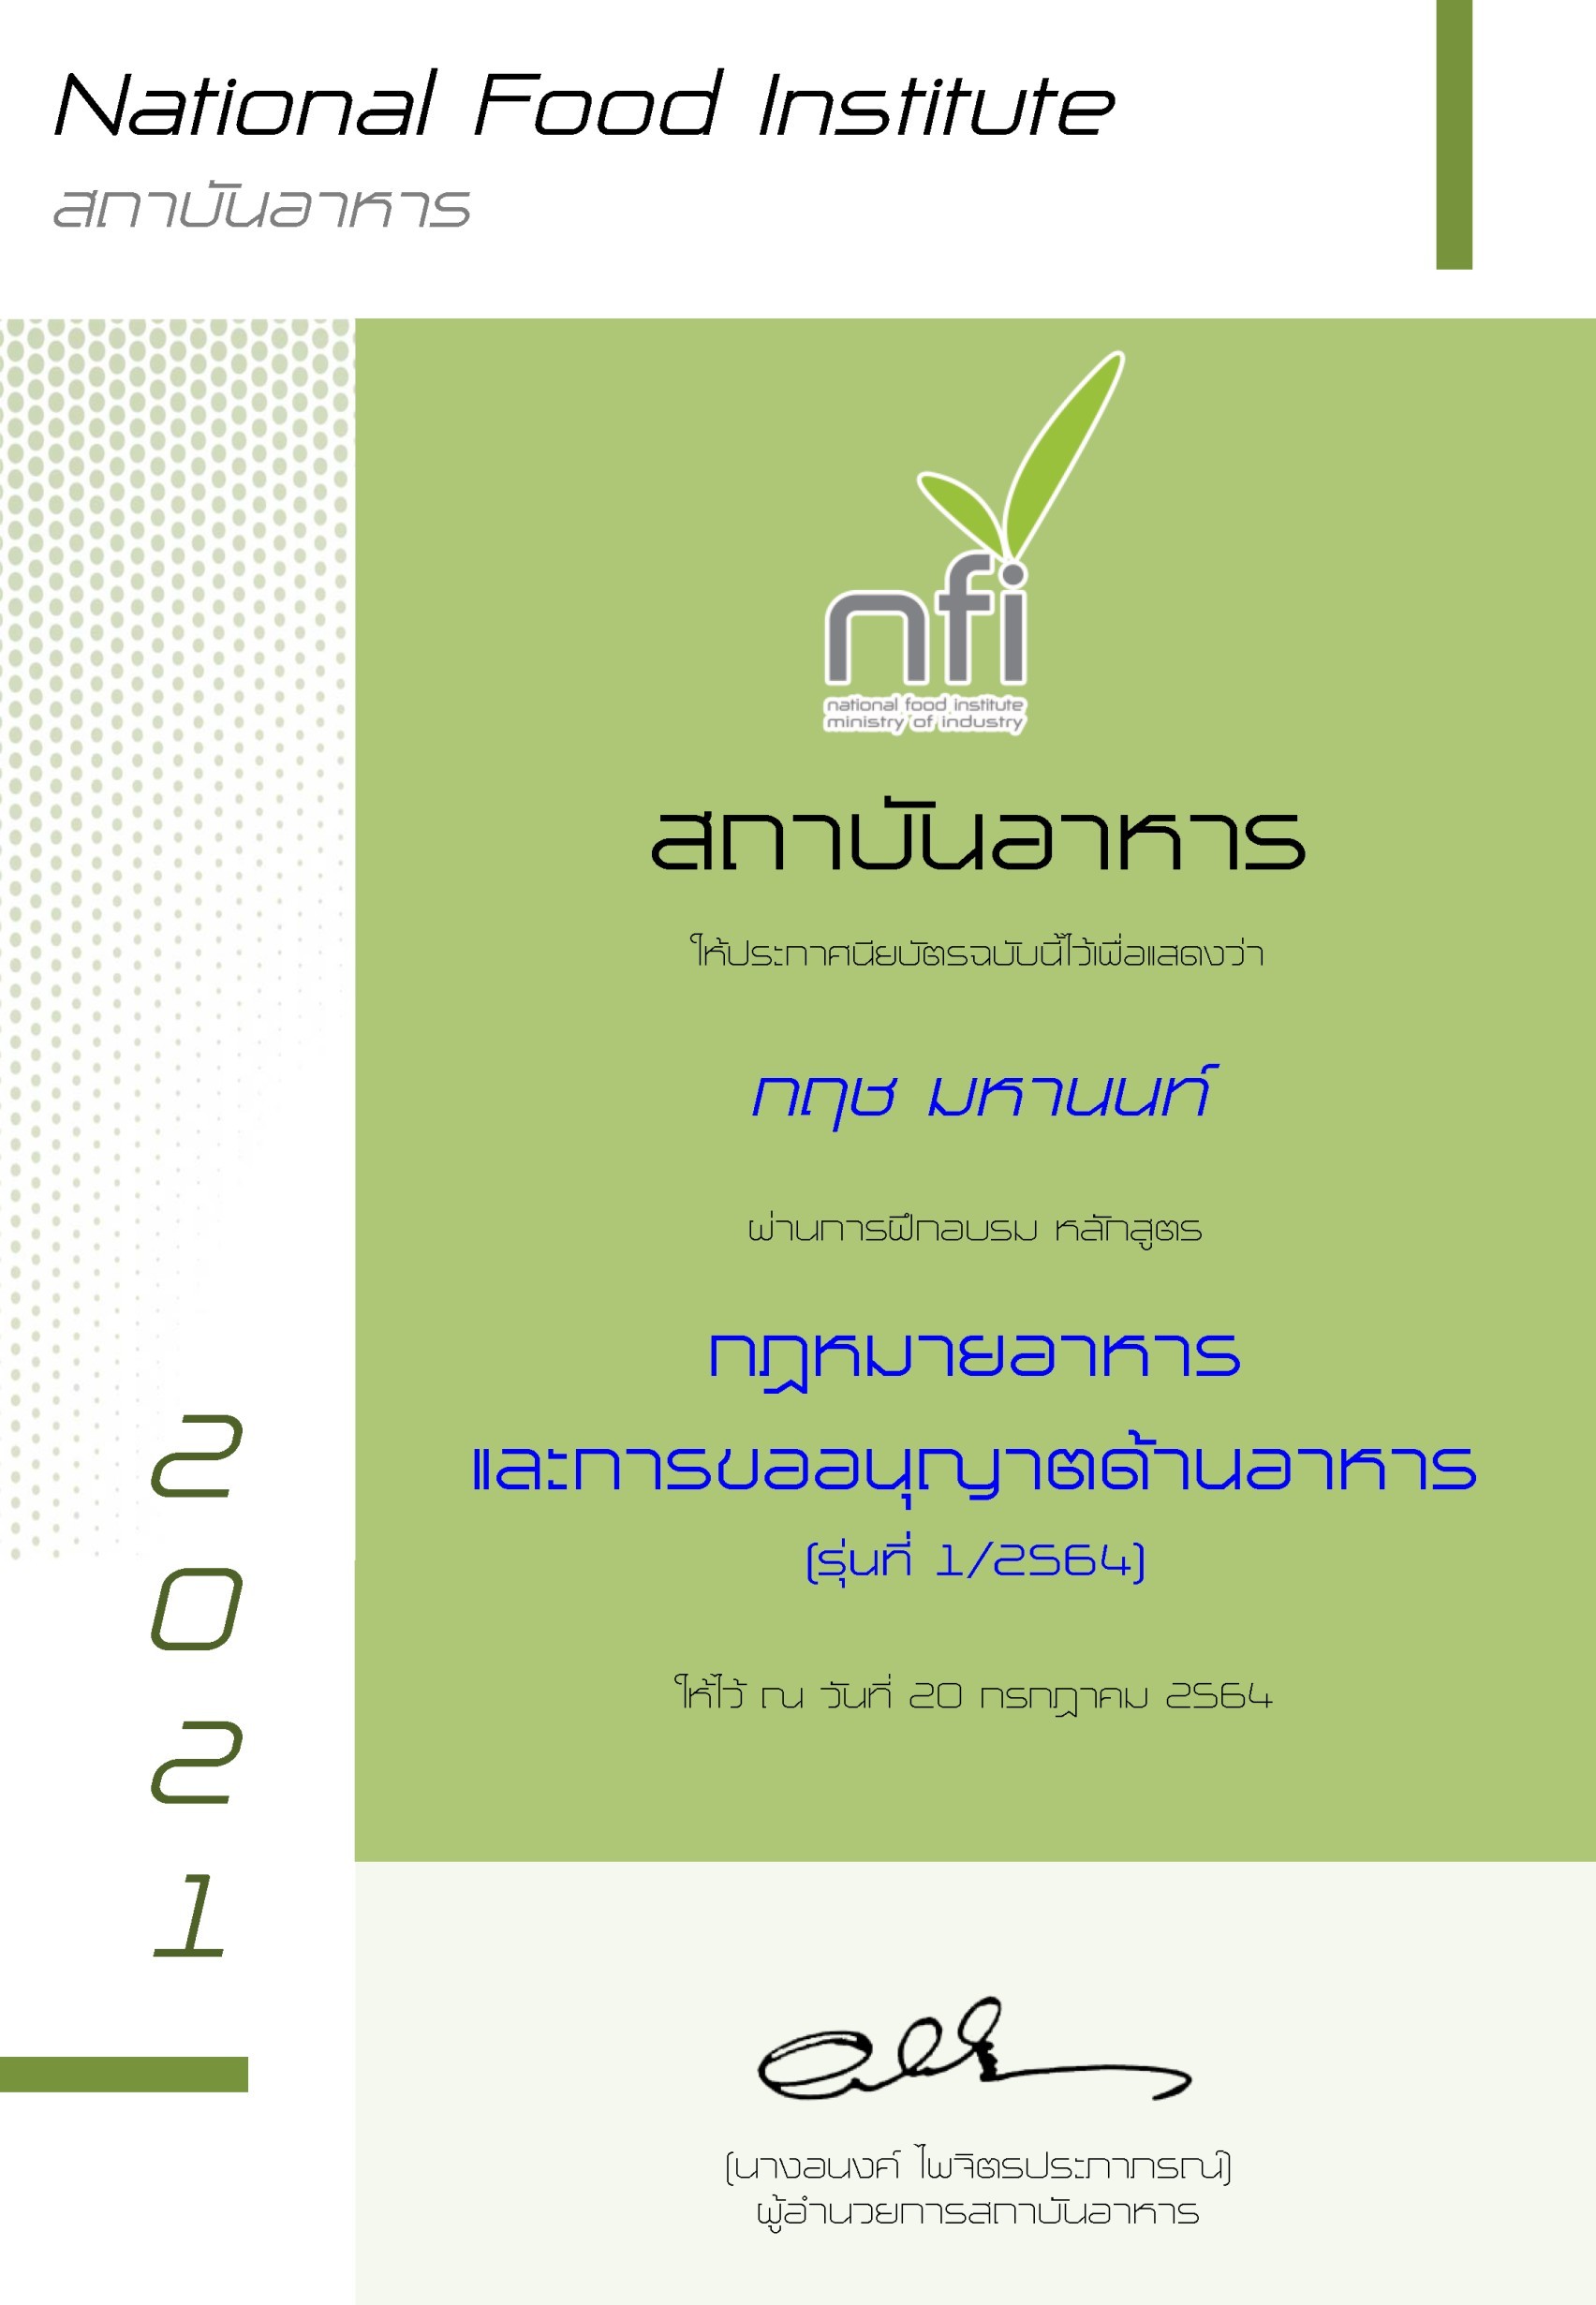 National Food Institute
สถาบันอาหาร
nfi
national food institute
ministry of industry
สถาบันอาหาร
ให้ประกาศนียบัตรฉบับนี้ไว้เพื่อแสดงว่า
กฤช มหานนท์
ผ่านการฝึกอบรม หลักสูตร
กฎหมายอาหาร
และการขออนุญาตด้านอาหาร
(รุ่นที่ 1/2564)
ให้ไว้ ณ วันที่ 20 กรกฎาคม 2564
2
0
2
1
(นางอนงค์ ไพจิตรประภาภรณ์)
ผู้อำนวยการสถาบันอาหาร